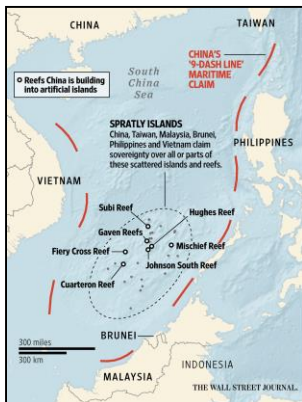 CHINA
TAIWAN
CHINA'S
'9-DASH LINE'
MARITIME
CLAIM
South
China
Sea
Reefs China is building
into artificial islands
SPRATLY ISLANDS
China, Taiwan, Malaysia, Brunei,
Philippines and Vietnam claim
sovereignty over all or parts of
these scattered islands and reefs.
PHILIPPINES
VIETNAM
Subi Reef
Hughes Reef
Gaven Reefs
Fiery Cross Reef
Mischief Reef
Johnson South Reef
Cuarteron Reef
BRUNEI
300 miles
300 km
INDONESIA
MALAYSIA
THE WALL STREET JOURNAL.